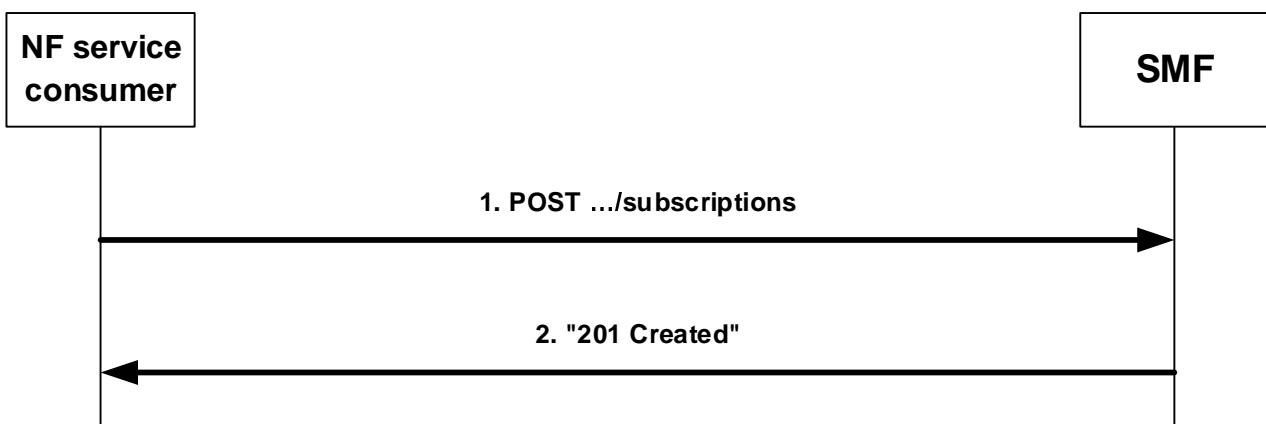 NF service
consumer
SMF
1. POST …/subscriptions
2. "201 Created"